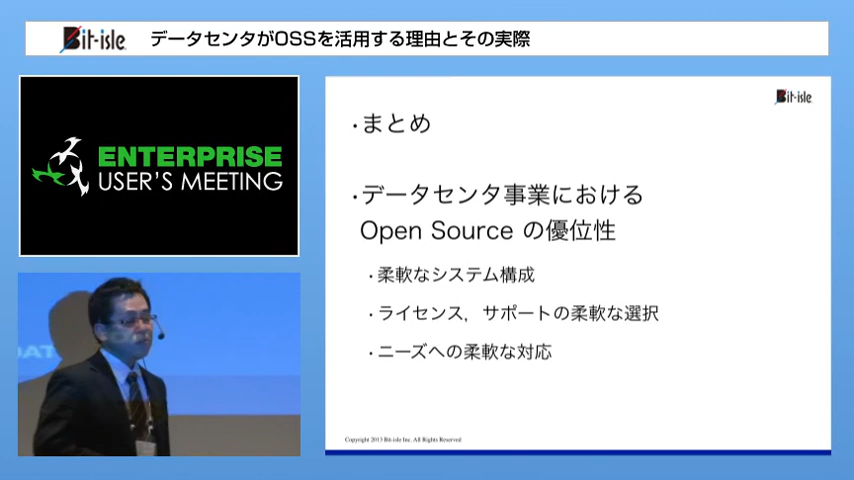 Bit-isle データセンタがOSSを活用する理由とその実際
ENTERPRISE
USER'S MEETING
DAT
Bit-isle
・まとめ
・データセンタ事業における
Open Source の優位性
・柔軟なシステム構成
・ライセンス，サポートの柔軟な選択
・ニーズへの柔軟な対応
Copyright 2013 Bit-isle Inc. All Rights Reserved